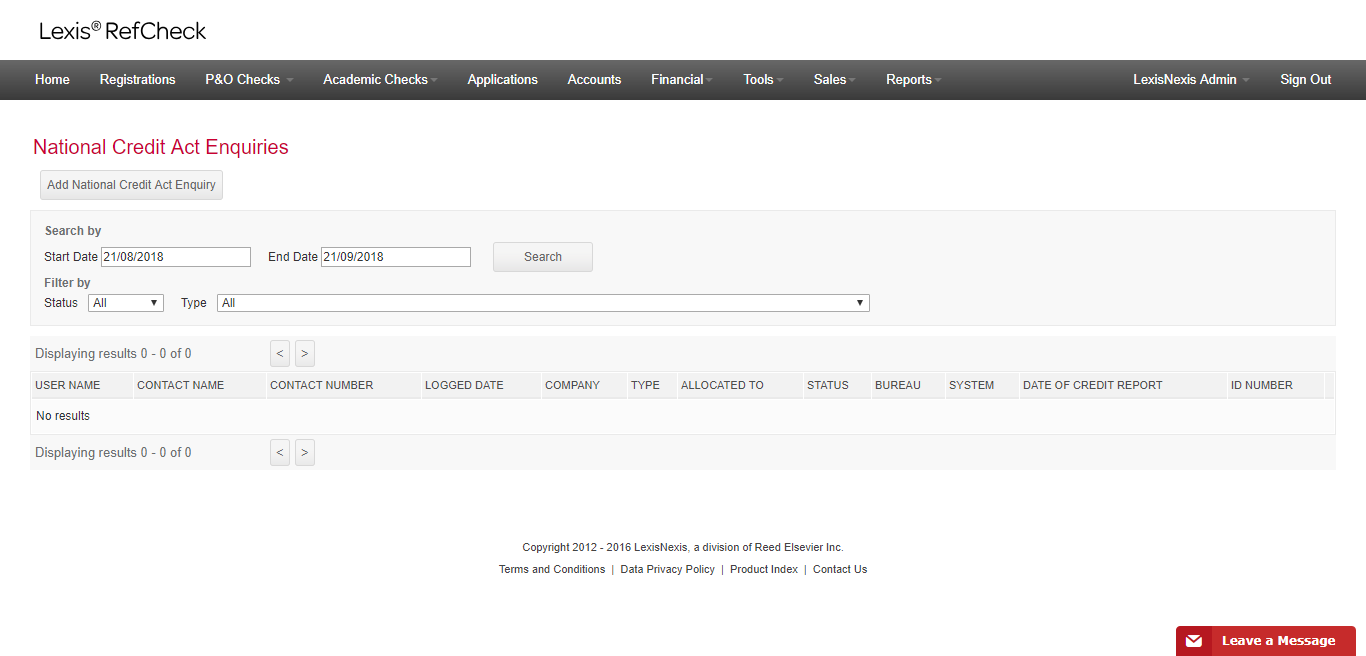 Lexis® RefCheck
Home Registrations P&O Checks Academic Checks Applications Accounts Financial Tools Sales Reports LexisNexis Admin Sign Out
National Credit Act Enquiries
Add National Credit Act Enquiry
Search by
Start Date 21/08/2018 End Date 21/09/2018 Search
Filter by
Status All Type All
Displaying results 0 - 0 of 0 < >
USER NAME CONTACT NAME CONTACT NUMBER LOGGED DATE COMPANY TYPE ALLOCATED TO STATUS BUREAU SYSTEM DATE OF CREDIT REPORT ID NUMBER
No results
Displaying results 0 - 0 of 0 < >
Copyright 2012 - 2016 LexisNexis, a division of Reed Elsevier Inc.
Terms and Conditions | Data Privacy Policy | Product Index | Contact Us
Leave a Message